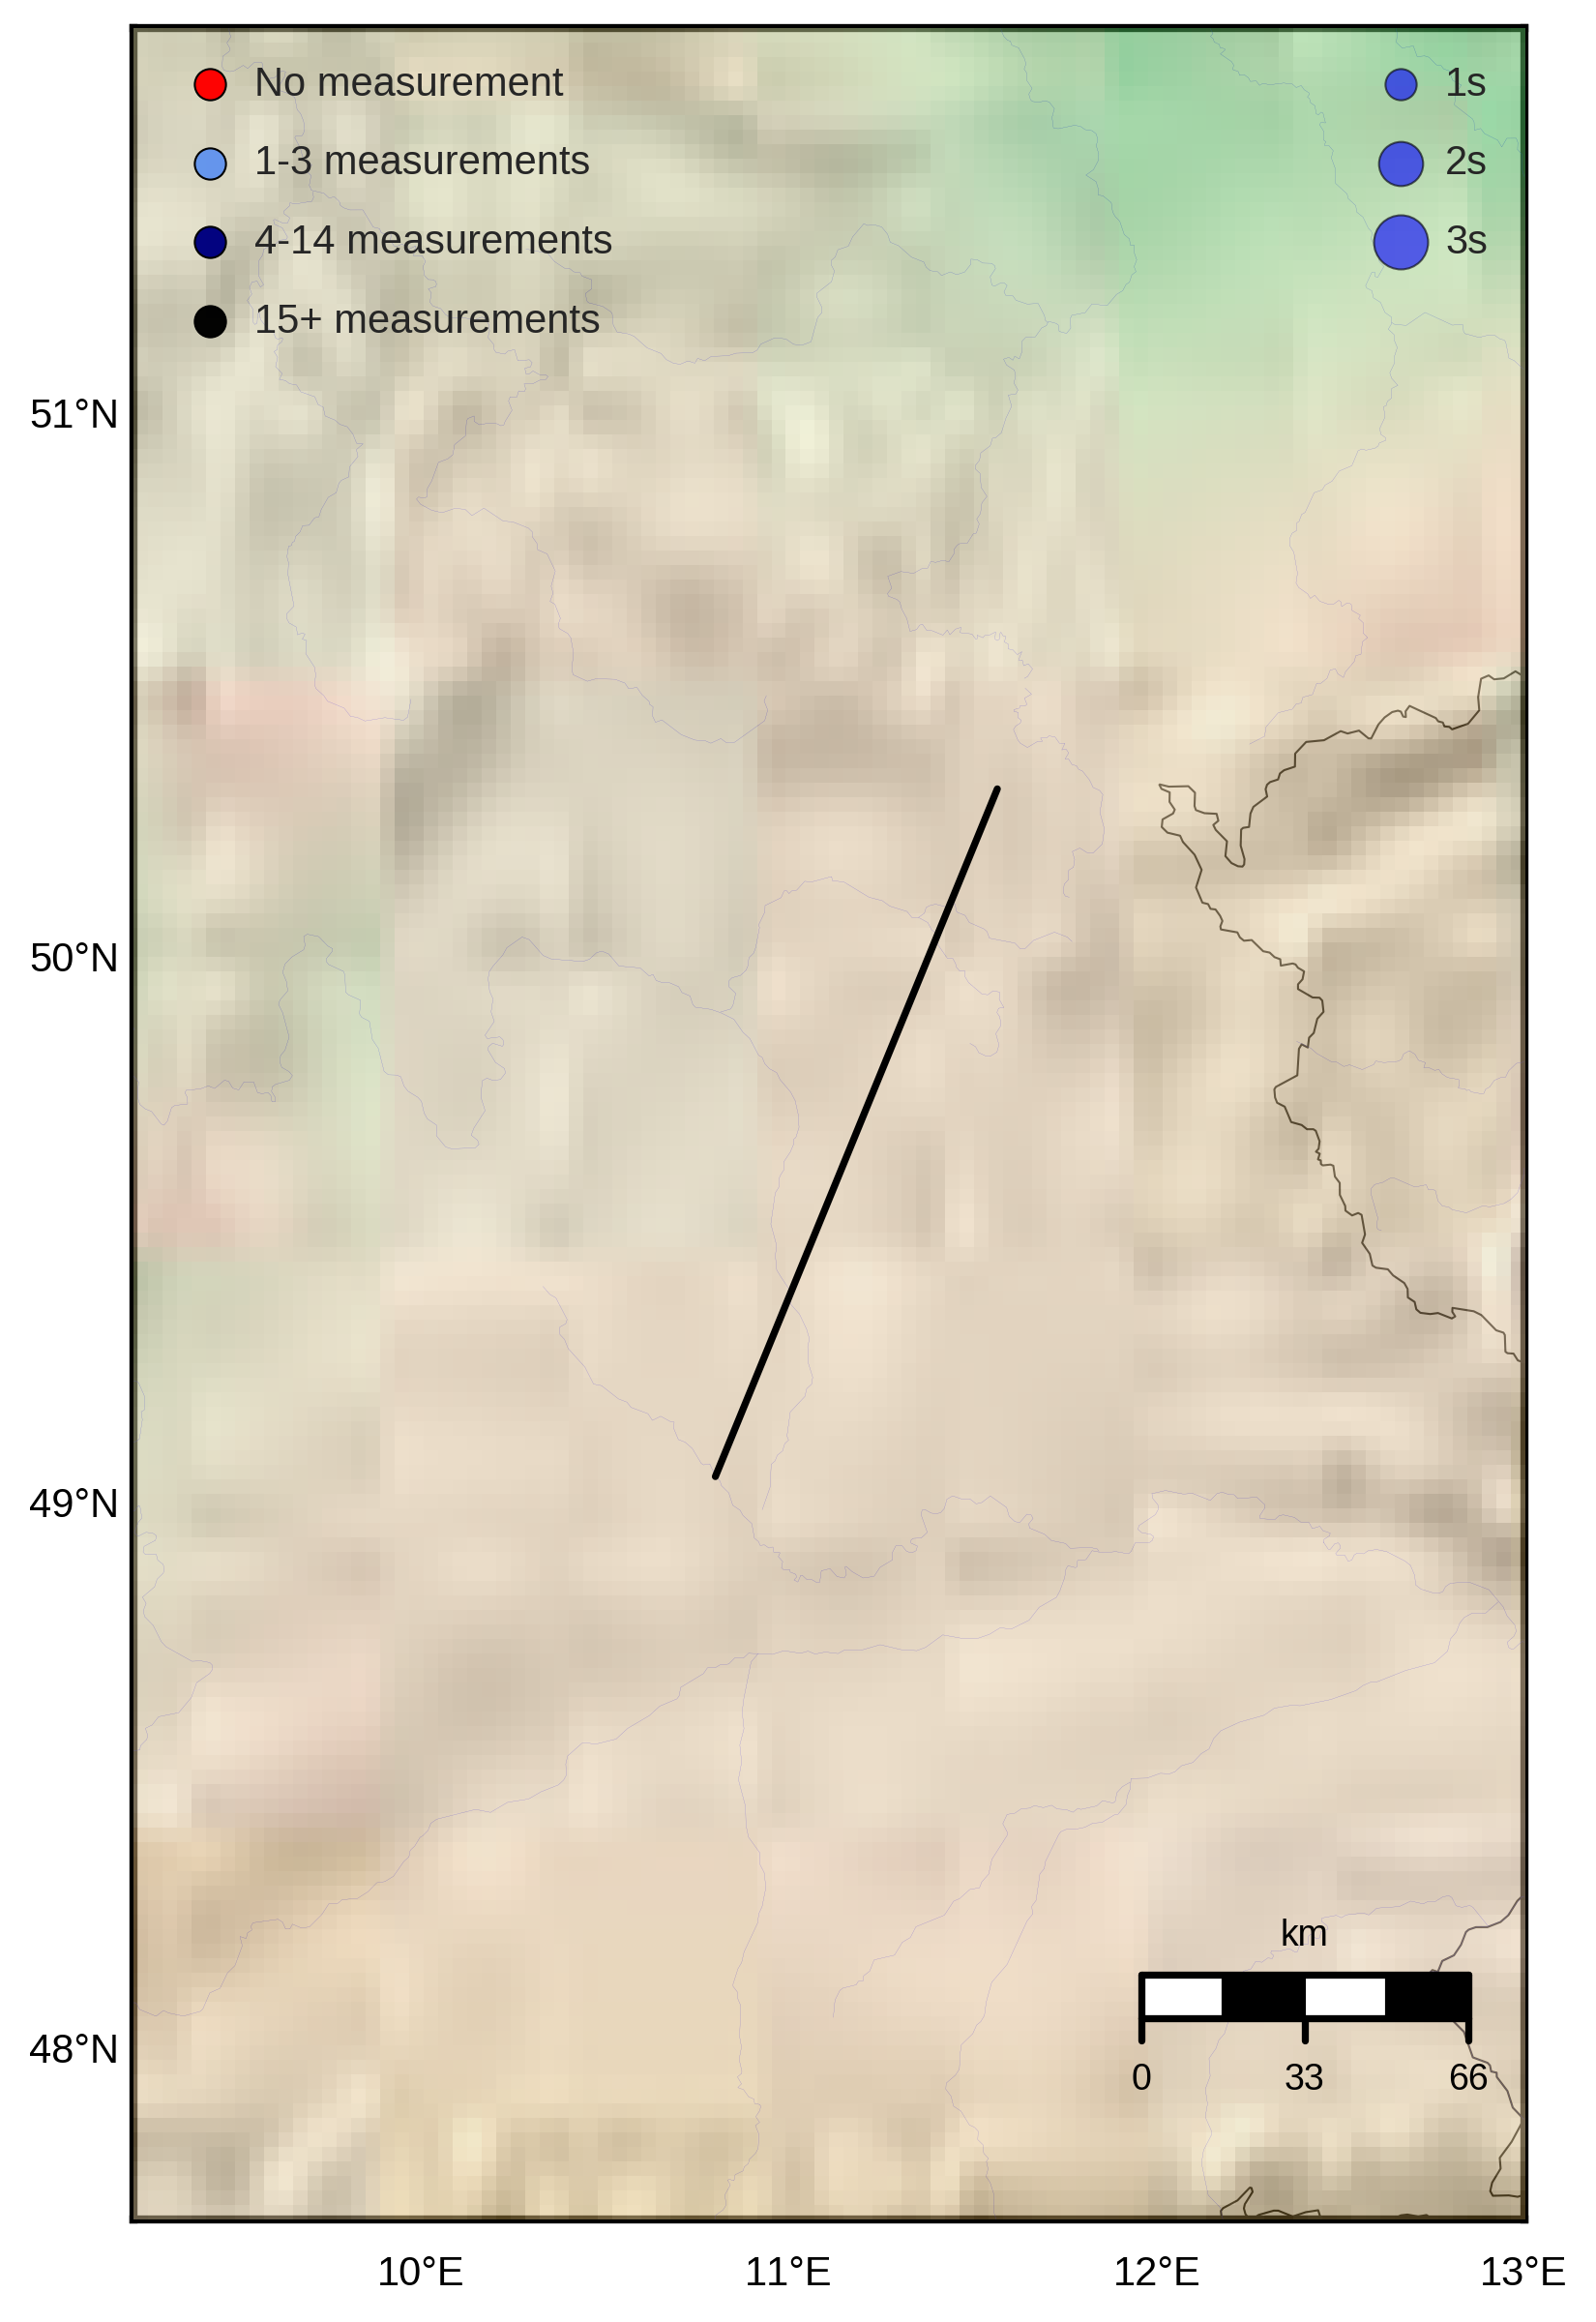 No measurement
1-3 measurements
4-14 measurements
15+ measurements
1s
2s
3s
51°N
50°N
49°N
48°N
km
0 33 66
10°E 11°E 12°E 13°E